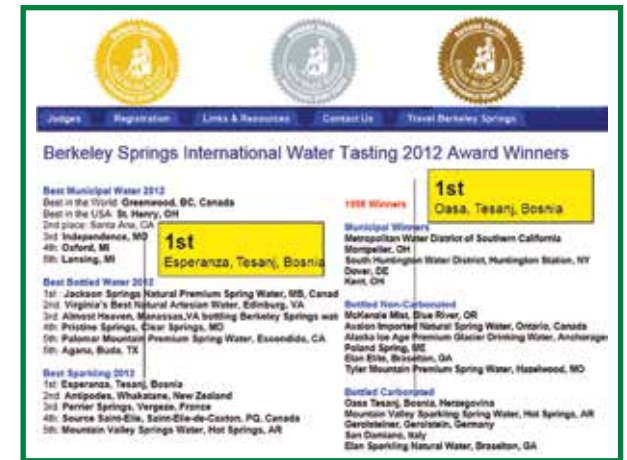 Judges Registration Links & Resources Contact Us Travel Berkeley Springs
Berkeley Springs International Water Tasting 2012 Award Winners
Best Municipal Water 2012
Best in the World: Greenwood, BC, Canada
Best in the USA: St. Henry, OH
2nd place: Santa Ana, CA
3rd: Independence, MO
4th: Oxford, MI
5th: Lansing, MI
1st
Esperanza, Tesanj, Bosnia
Best Bottled Water 2012
1st: Jackson Springs Natural Premium Spring Water, MB, Canad
2nd: Virginia's Best Natural Artesian Water, Edinburg, VA
3rd: Almost Heaven, Manassas, VA bottling Berkeley Springs wat
4th: Pristine Springs, Clear Springs, MD
5th: Palomar Mountain Premium Spring Water, Escondido, CA
5th: Agana, Buda, TX
Best Sparkling 2012
1st: Esperanza, Tesanj, Bosnia
2nd: Antipodes, Whakatane, New Zealand
3rd: Perrier Springs, Vergeze, France
4th: Source Saint-Elie, Saint-Elie-de-Caxton, PQ, Canada
5th: Mountain Valley Springs Water, Hot Springs, AR
1st
Oasa, Tesanj, Bosnia
1998 Winners
Municipal Winners
Metropolitan Water District of Southern California
Montpelier, OH
South Huntington Water District, Huntington Station, NY
Dover, DE
Kent, OH
Bottled Non-Carbonated
McKenzie Mist, Blue River, OR
Avalon Imported Natural Spring Water, Ontario, Canada
Alaska Ice Age Premium Glacier Drinking Water, Anchorage
Poland Spring, ME
Elan Elite, Braselton, GA
Tyler Mountain Premium Spring Water, Hazelwood, MO
Bottled Carbonated
Oasa Tesanj, Bosnia, Herzegovina
Mountain Valley Sparkling Spring Water, Hot Springs, AR
Gerolsteiner, Gerolstein, Germany
San Damiano, Italy
Elan Sparkling Natural Water, Braselton, GA